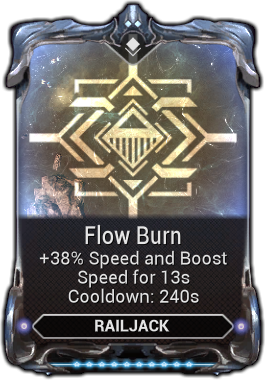 Flow Burn
+38% Speed and Boost
Speed for 13s
Cooldown: 240s
RAILJACK